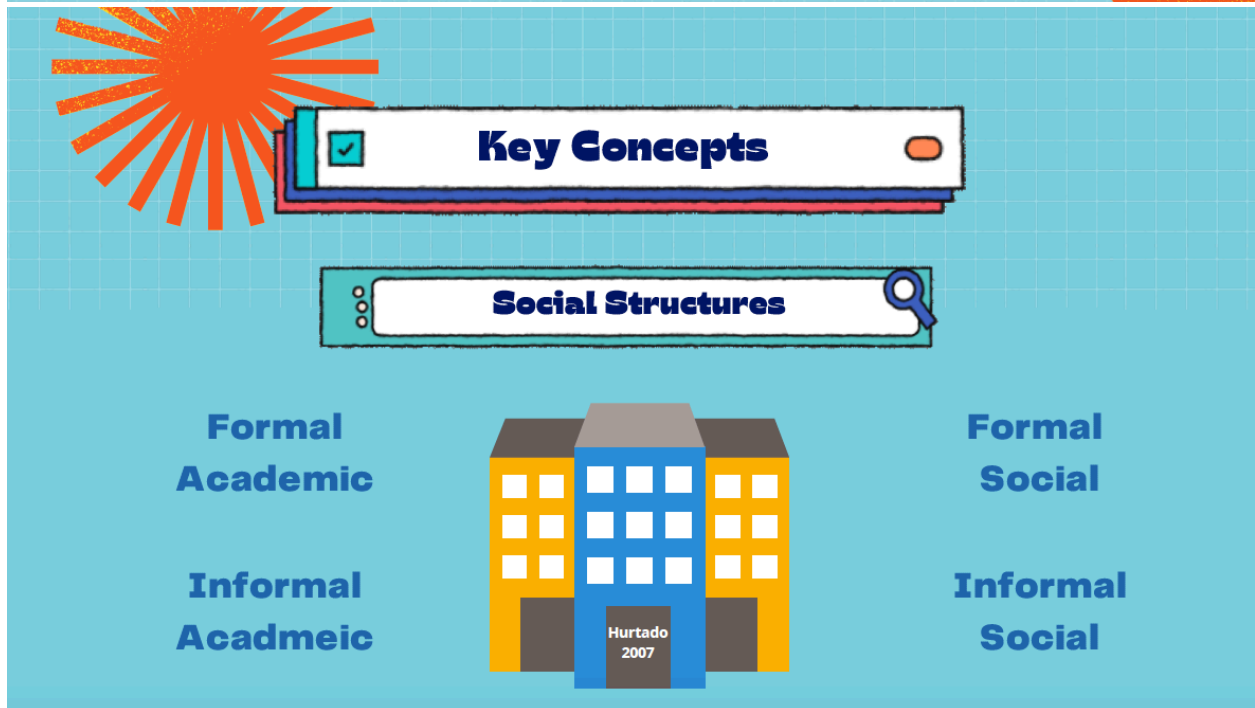 Key Concepts
Social Structures
Formal
Academic
Informal
Acadmeic
Hurtado
2007
Formal
Social
Informal
Social